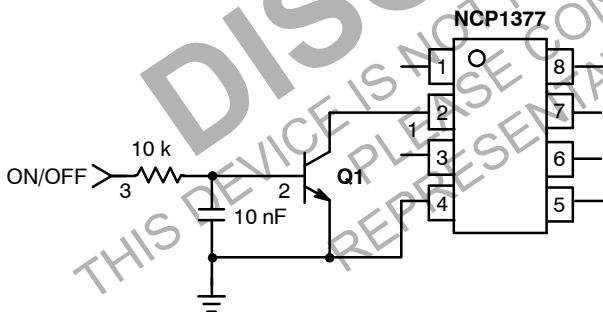 NCP1377
1
8
2
7
1
3
6
4
5
10 k
ON/OFF
3
2
Q1
10 nF
THIS DEVICE IS NOT
PLEASE CON
REPRESENTA
DISC